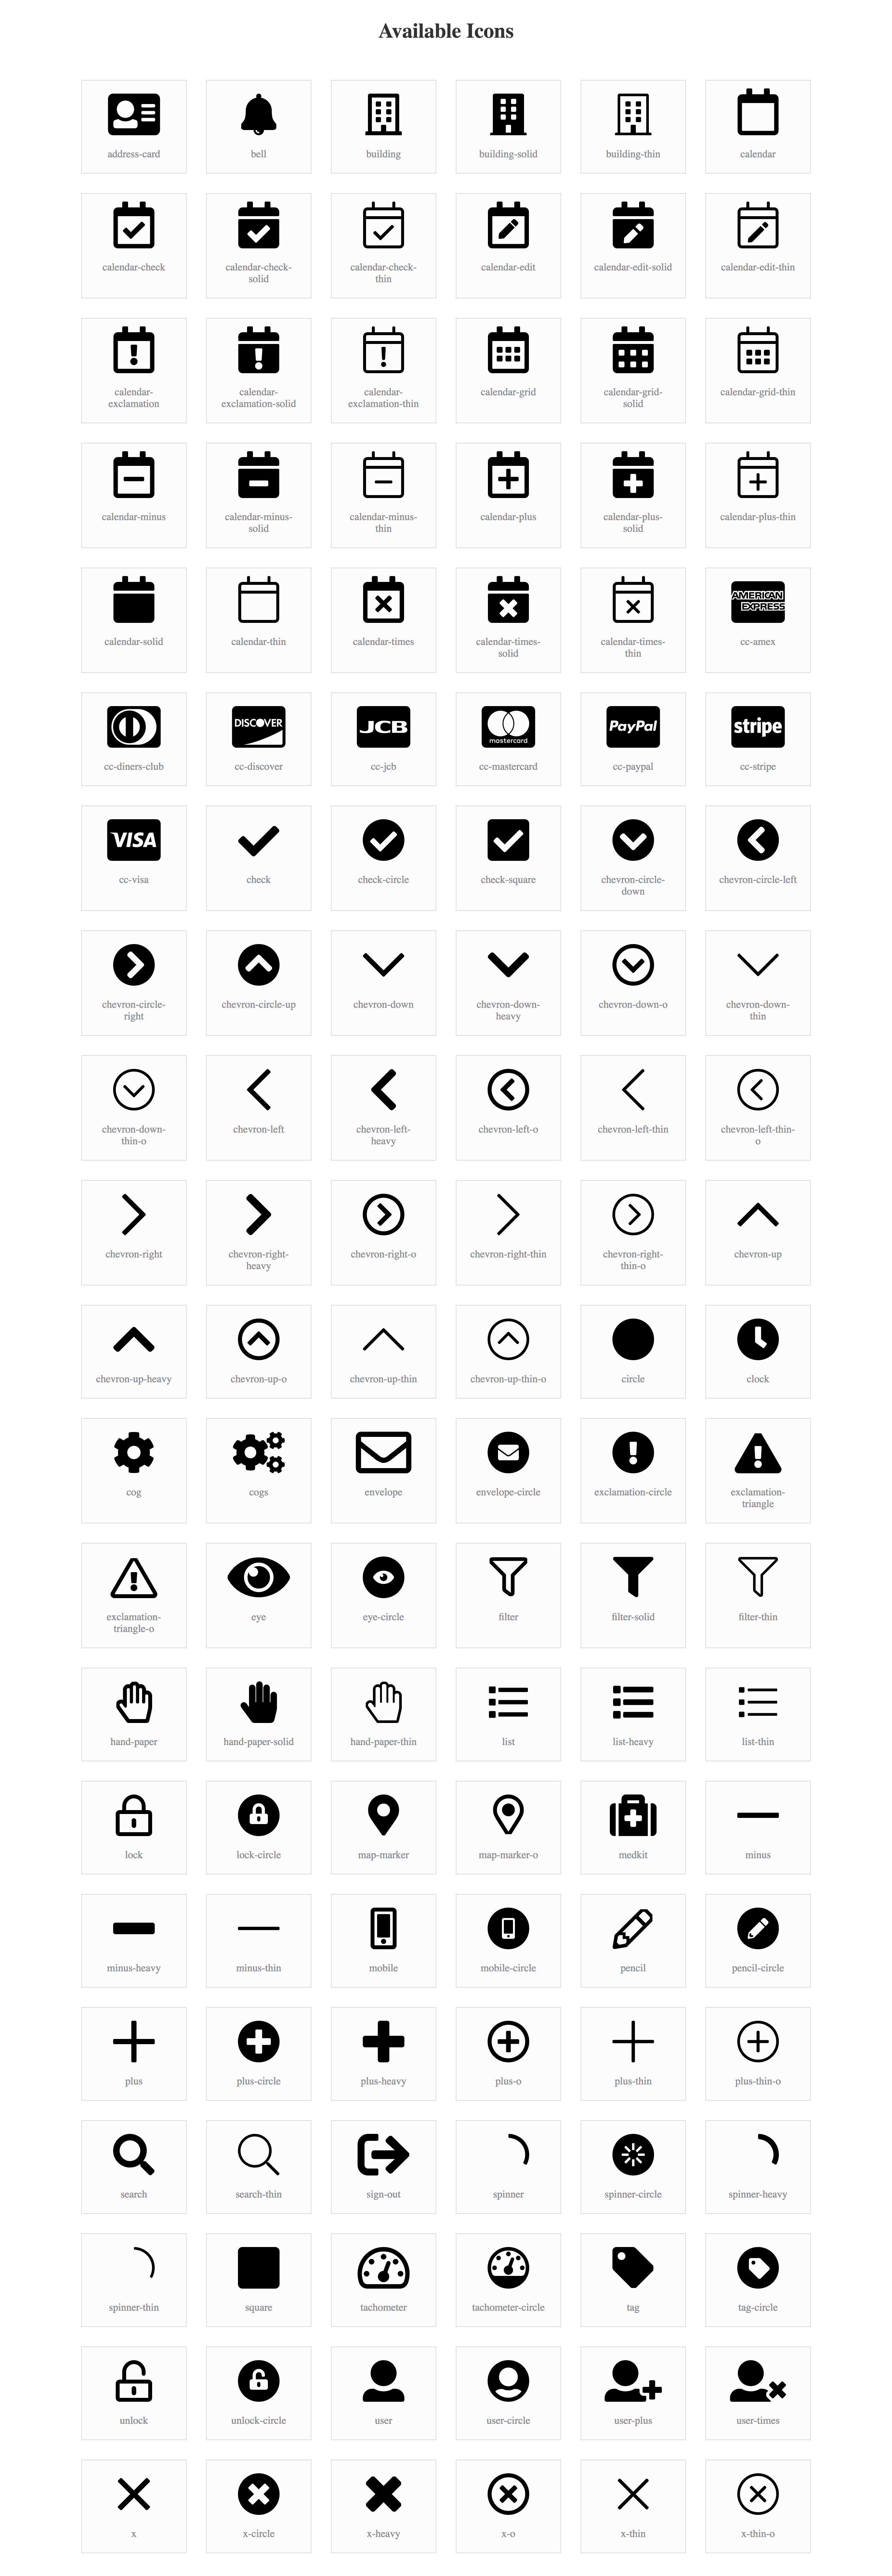 Available Icons
address-card
bell
building
building-solid
building-thin
calendar
calendar-check
calendar-check-
solid
calendar-check-
thin
calendar-edit
calendar-edit-solid
calendar-edit-thin
calendar-
exclamation
calendar-
exclamation-solid
calendar-
exclamation-thin
calendar-grid
calendar-grid-
solid
calendar-grid-thin
calendar-minus
calendar-minus-
solid
calendar-minus-
thin
calendar-plus
calendar-plus-
solid
calendar-plus-thin
calendar-solid
calendar-thin
calendar-times
calendar-times-
solid
calendar-times-
thin
AMERICAN
EXPRESS
cc-amex
cc-diners-club
DISCOVER
cc-discover
JCB
cc-jcb
mastercard
cc-mastercard
PayPal
cc-paypal
stripe
cc-stripe
VISA
cc-visa
check
check-circle
check-square
chevron-circle-
down
chevron-circle-left
chevron-circle-
right
chevron-circle-up
chevron-down
chevron-down-
heavy
chevron-down-o
chevron-down-
thin
chevron-down-
thin-o
chevron-left
chevron-left-
heavy
chevron-left-o
chevron-left-thin
chevron-left-thin-
o
chevron-right
chevron-right-
heavy
chevron-right-o
chevron-right-thin
chevron-right-
thin-o
chevron-up
chevron-up-heavy
chevron-up-o
chevron-up-thin
chevron-up-thin-o
circle
clock
cog
cogs
envelope
envelope-circle
exclamation-circle
exclamation-
triangle
exclamation-
triangle-o
eye
eye-circle
filter
filter-solid
filter-thin
hand-paper
hand-paper-solid
hand-paper-thin
list
list-heavy
list-thin
lock
lock-circle
map-marker
map-marker-o
medkit
minus
minus-heavy
minus-thin
mobile
mobile-circle
pencil
pencil-circle
plus
plus-circle
plus-heavy
plus-o
plus-thin
plus-thin-o
search
search-thin
sign-out
spinner
spinner-circle
spinner-heavy
spinner-thin
square
tachometer
tachometer-circle
tag
tag-circle
unlock
unlock-circle
user
user-circle
user-plus
user-times
x
x-circle
x-heavy
x-o
x-thin
x-thin-o